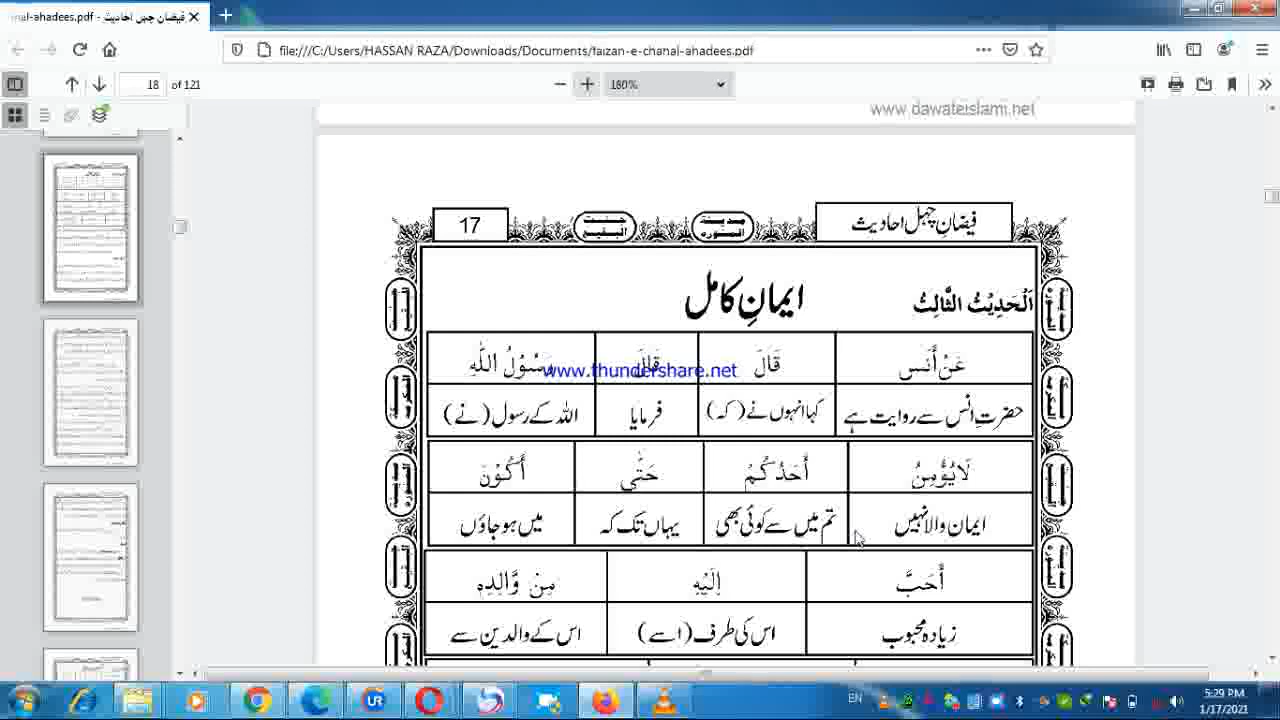 فیضانِ چہل احادیث - nal-ahadees.pdf
file:///C:/Users/HASSAN RAZA/Downloads/Documents/faizan-e-chahal-ahadees.pdf
18 of 121
180%
www.dawateislami.net
فیضانِ چہل احادیث
17
اَلْحَدِيْثُ الثَّالِثُ
ایمانِ کامل
عَنْ أَنَس قَالَ قَالَ رَسُوْلُ اللّٰهِ
www.thundershare.net
حضرتِ انس سے روایت ہے کہا انہوں نے (کہ) فرمایا اللہ کے رسول (نے)
لَايُؤْمِنُ أَحَدُكُمْ حَتّٰى أَكُوْنَ
ایمان والا نہیں تم میں سے کوئی بھی یہاں تک کہ میں ہو جاؤں
أَحَبَّ اِلَيْهِ مِنْ وَّالِدِهٖ
زیادہ محبوب اس کی طرف (اسے) اس کے والدین سے
EN
5:29 PM
1/17/2021